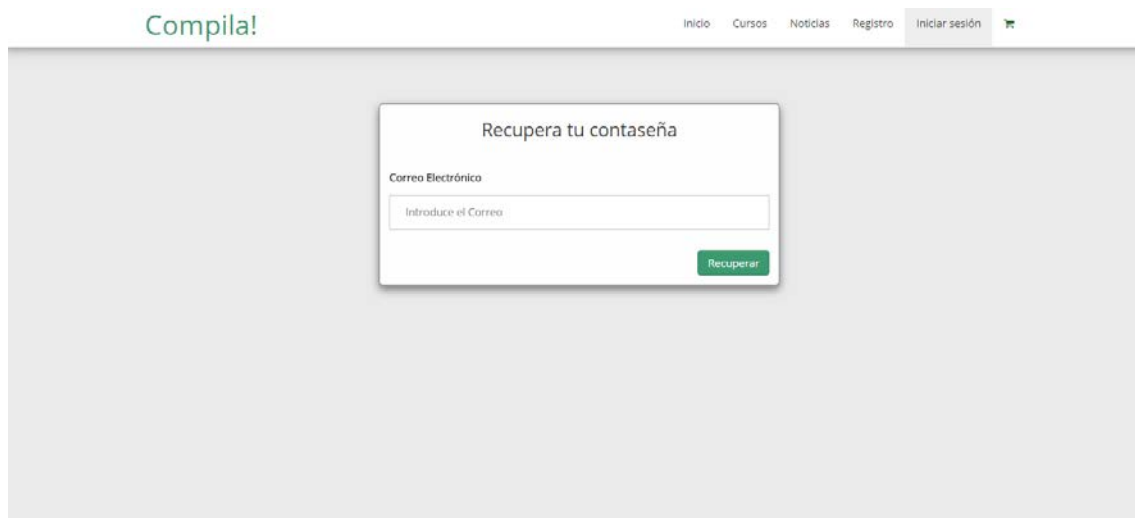 Compila!
Inicio Cursos Noticias Registro Iniciar sesión
Recupera tu contaseña
Correo Electrónico
Introduce el Correo
Recuperar